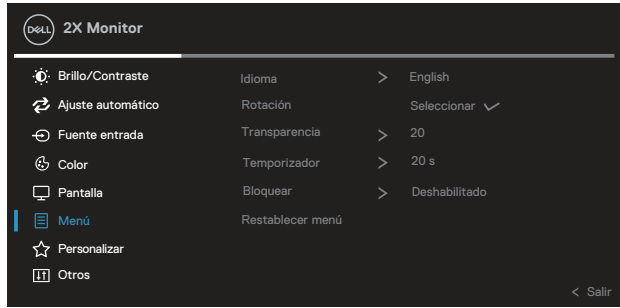 DELL 2X Monitor
Brillo/Contraste Idioma > English
Ajuste automático Rotación Seleccionar ✓
Fuente entrada Transparencia > 20
Color Temporizador > 20 s
Pantalla Bloquear > Deshabilitado
Menú Restablecer menú
Personalizar
Otros
< Salir